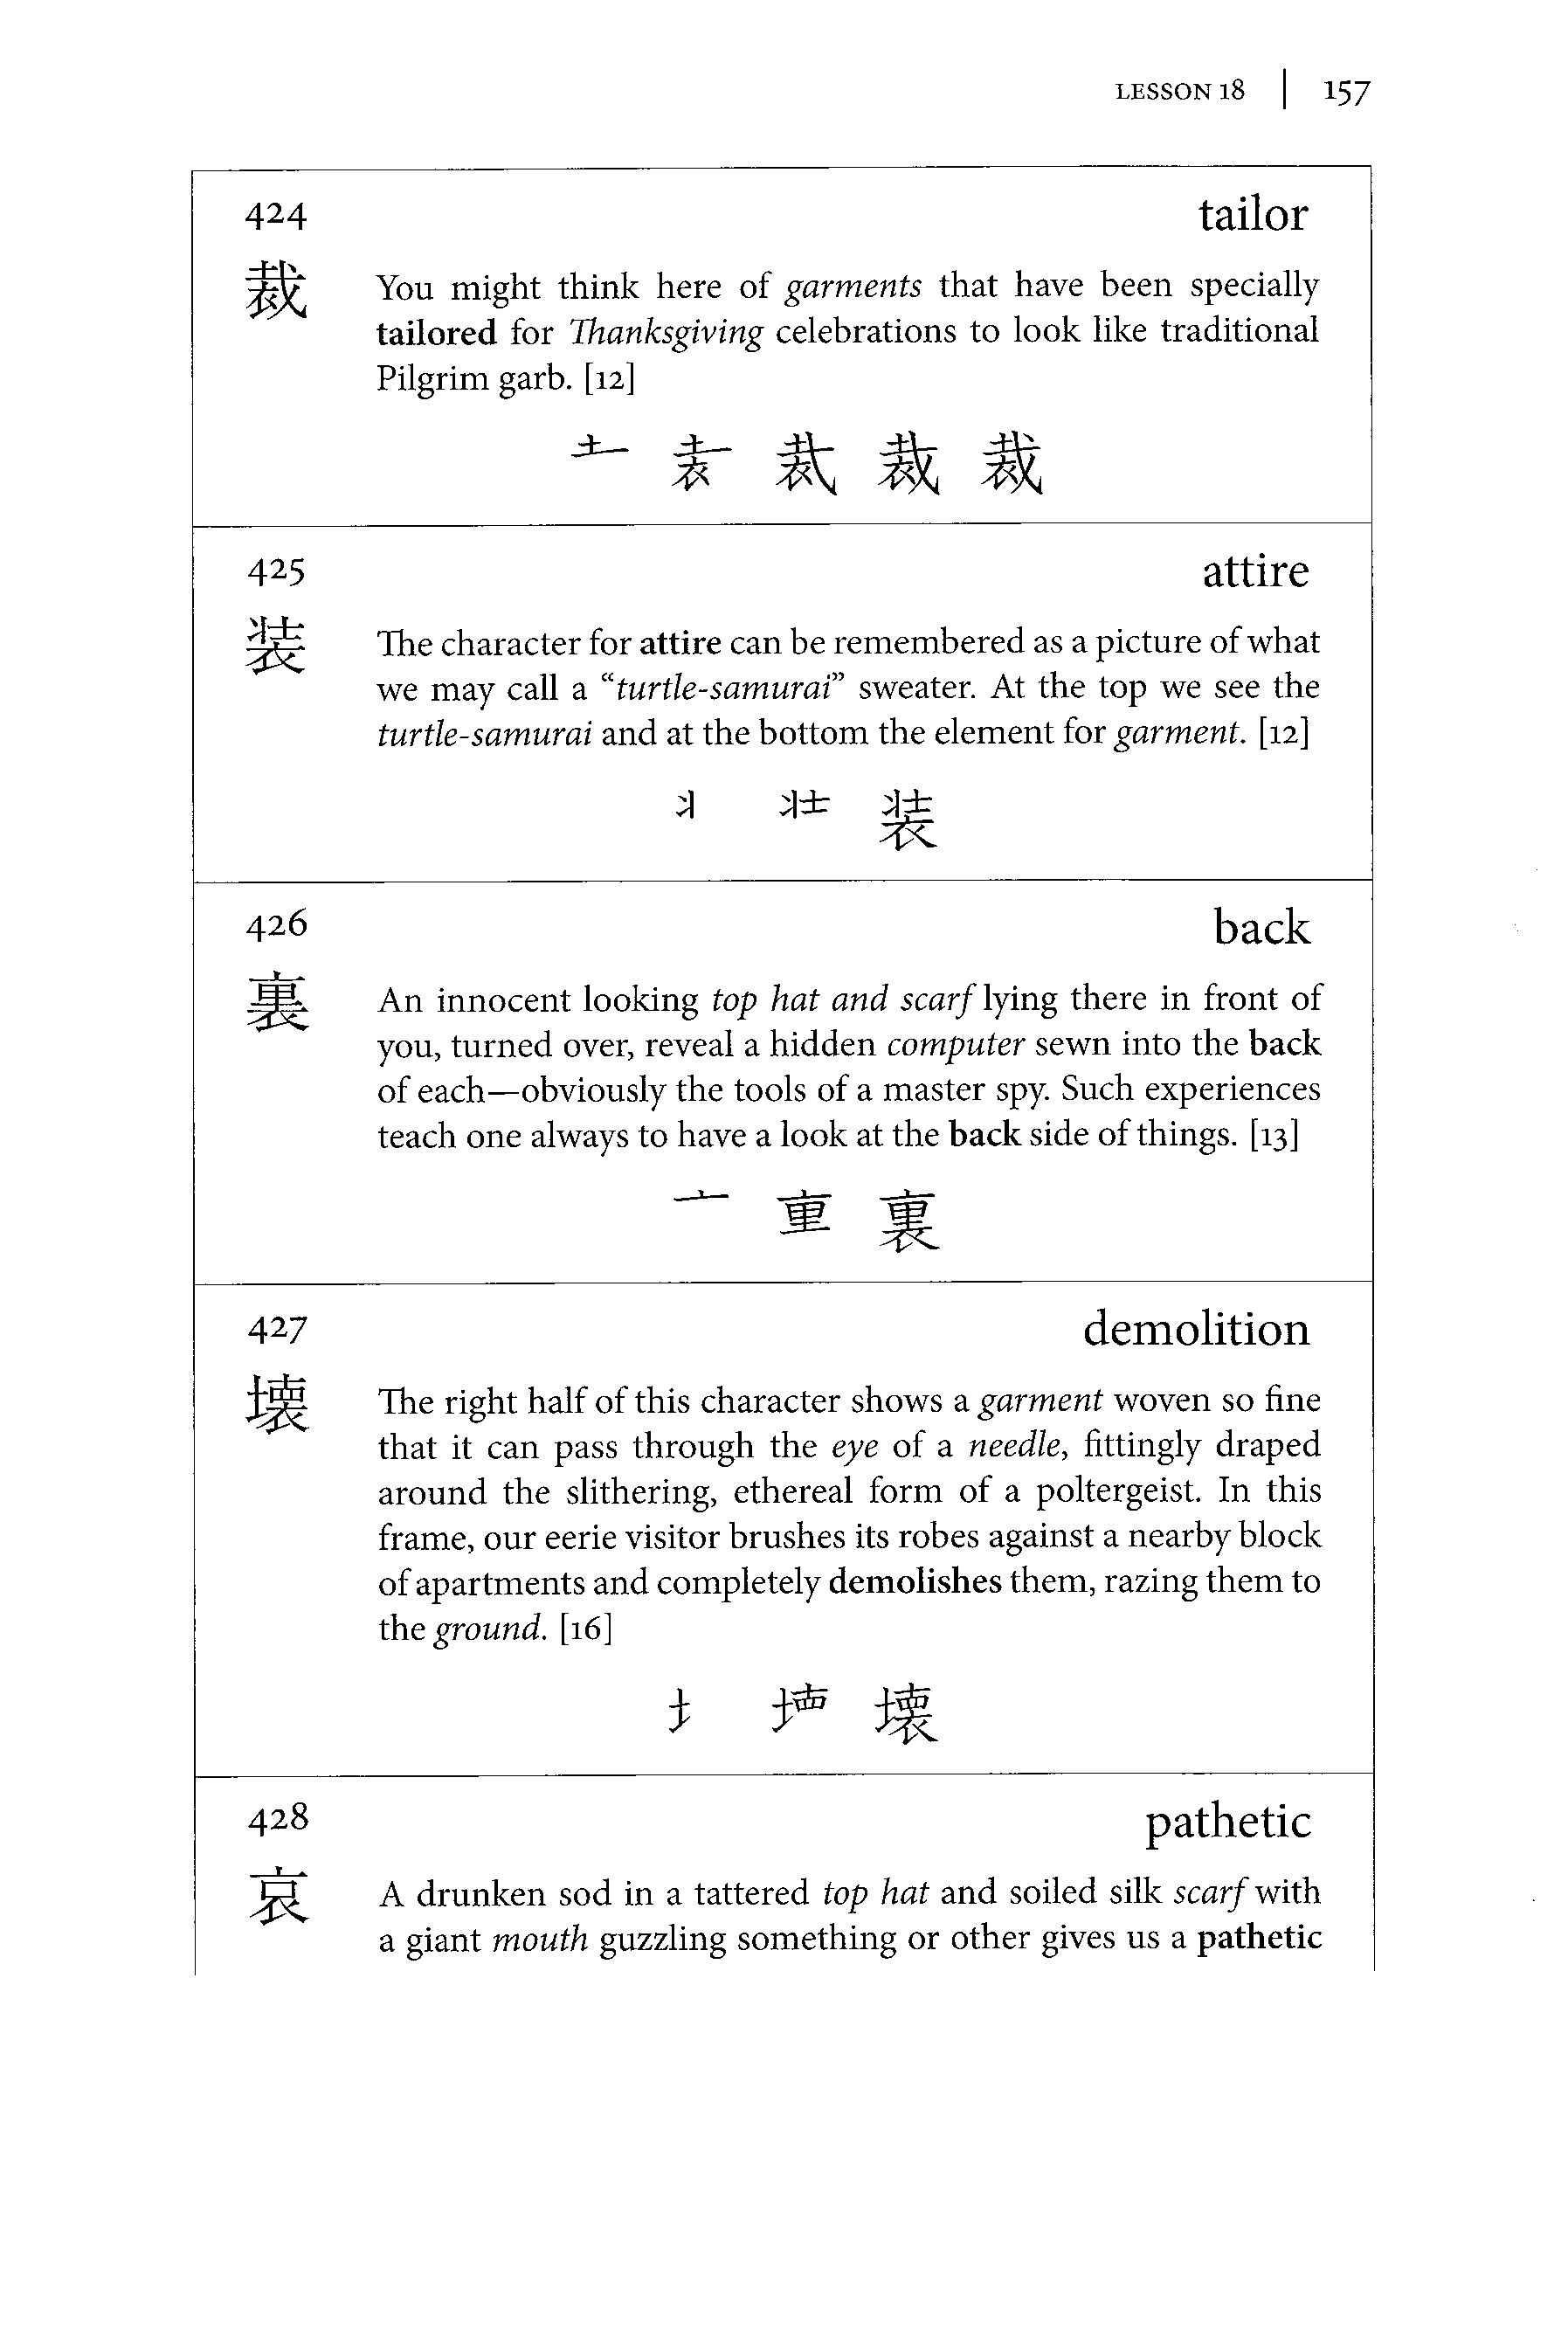 LESSON 18 | 157
424 tailor
裁 You might think here of garments that have been specially
tailored for Thanksgiving celebrations to look like traditional
Pilgrim garb. [12]
裁 裁
425 attire
装 The character for attire can be remembered as a picture of what
we may call a “turtle-samurai” sweater. At the top we see the
turtle-samurai and at the bottom the element for garment. [12]
丬 壮 装
426 back
裏 An innocent looking top hat and scarf lying there in front of
you, turned over, reveal a hidden computer sewn into the back
of each—obviously the tools of a master spy. Such experiences
teach one always to have a look at the back side of things. [13]
亠 裏
427 demolition
壊 The right half of this character shows a garment woven so fine
that it can pass through the eye of a needle, fittingly draped
around the slithering, ethereal form of a poltergeist. In this
frame, our eerie visitor brushes its robes against a nearby block
of apartments and completely demolishes them, razing them to
the ground. [16]
壊
428 pathetic
哀 A drunken sod in a tattered top hat and soiled silk scarf with
a giant mouth guzzling something or other gives us a pathetic